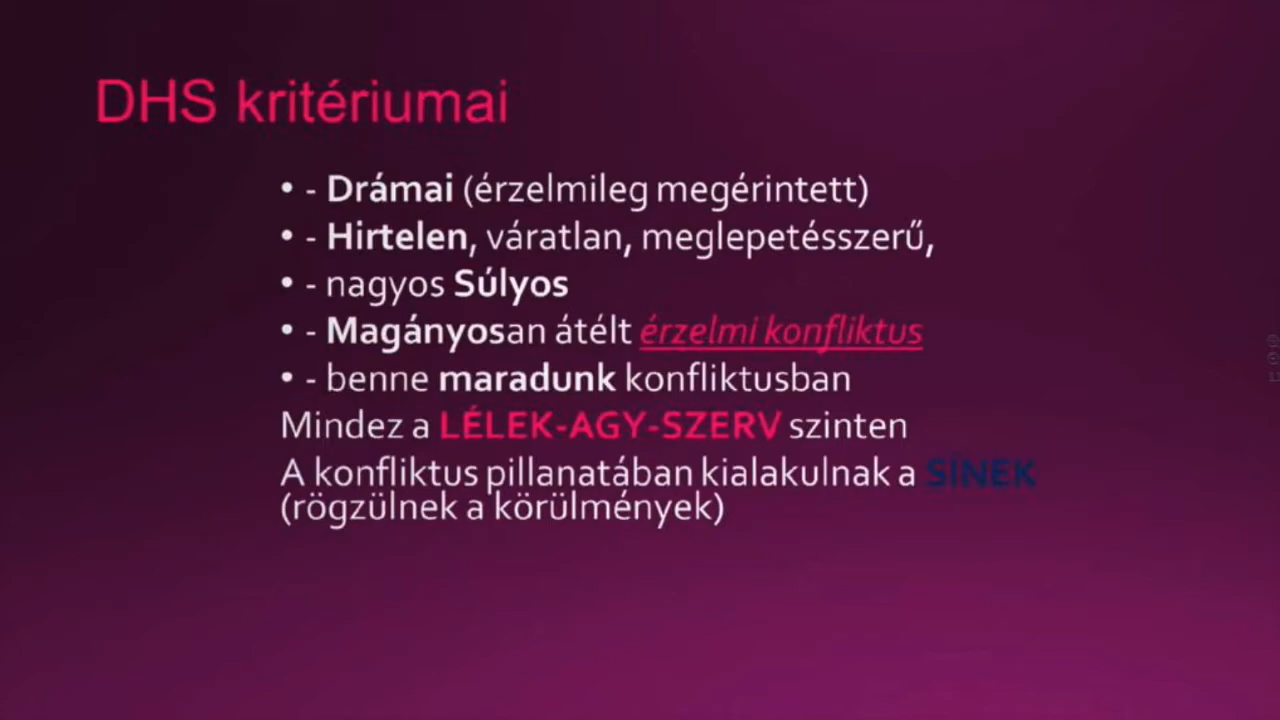 DHS kritériumai
• - Drámai (érzelmileg megérintett)
• - Hirtelen, váratlan, meglepetésszerű,
• - nagyos Súlyos
• - Magányosan átélt érzelmi konfliktus
• - benne maradunk konfliktusban
Mindez a LÉLEK-AGY-SZERV szinten
A konfliktus pillanatában kialakulnak a SÍNEK
(rögzülnek a körülmények)